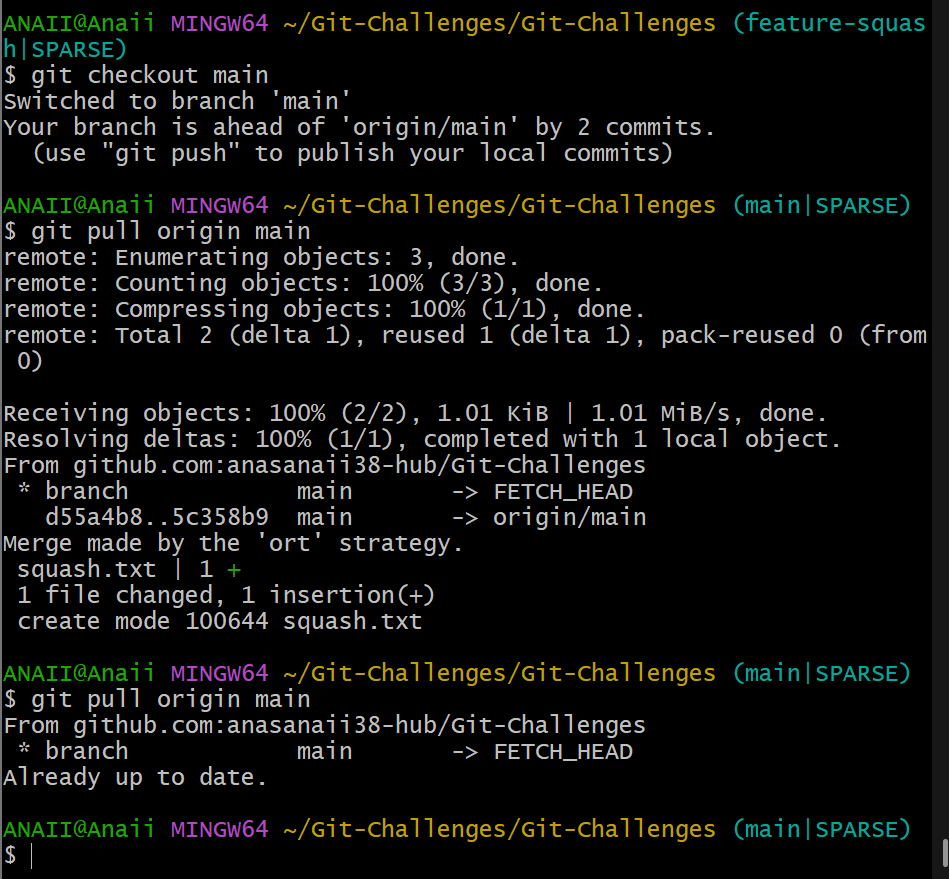 ANAII@Anaii MINGW64 ~/Git-Challenges/Git-Challenges (feature-squas
h|SPARSE)
$ git checkout main
Switched to branch 'main'
Your branch is ahead of 'origin/main' by 2 commits.
  (use "git push" to publish your local commits)

ANAII@Anaii MINGW64 ~/Git-Challenges/Git-Challenges (main|SPARSE)
$ git pull origin main
remote: Enumerating objects: 3, done.
remote: Counting objects: 100% (3/3), done.
remote: Compressing objects: 100% (1/1), done.
remote: Total 2 (delta 1), reused 1 (delta 1), pack-reused 0 (from
 0)

Receiving objects: 100% (2/2), 1.01 KiB | 1.01 MiB/s, done.
Resolving deltas: 100% (1/1), completed with 1 local object.
From github.com:anasanaii38-hub/Git-Challenges
 * branch            main       -> FETCH_HEAD
   d55a4b8..5c358b9  main       -> origin/main
Merge made by the 'ort' strategy.
 squash.txt | 1 +
 1 file changed, 1 insertion(+)
 create mode 100644 squash.txt

ANAII@Anaii MINGW64 ~/Git-Challenges/Git-Challenges (main|SPARSE)
$ git pull origin main
From github.com:anasanaii38-hub/Git-Challenges
 * branch            main       -> FETCH_HEAD
Already up to date.

ANAII@Anaii MINGW64 ~/Git-Challenges/Git-Challenges (main|SPARSE)
$